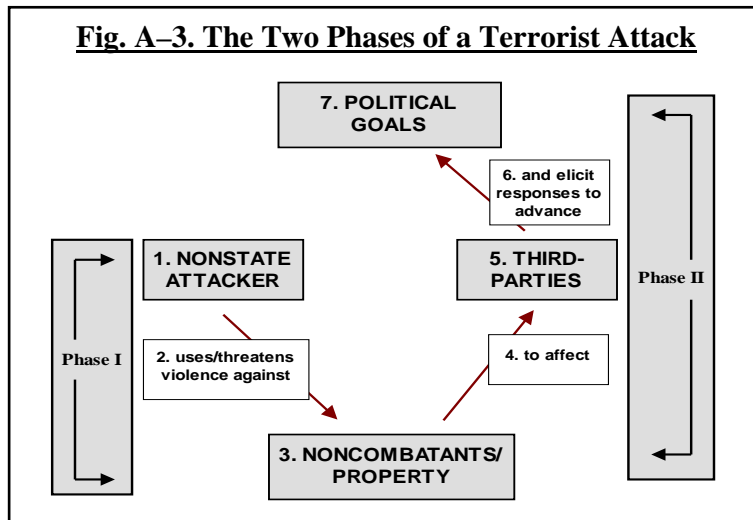 Fig. A–3. The Two Phases of a Terrorist Attack
7. POLITICAL
GOALS
6. and elicit
responses to
advance
1. NONSTATE
ATTACKER
5. THIRD-
PARTIES
Phase II
Phase I
2. uses/threatens
violence against
4. to affect
3. NONCOMBATANTS/
PROPERTY